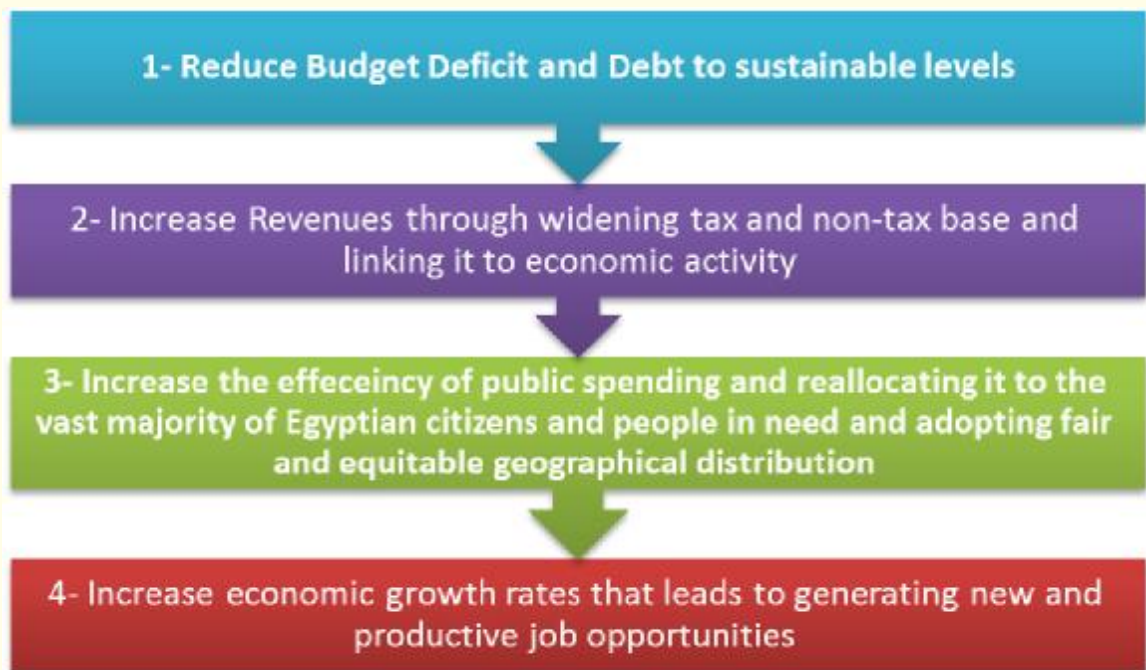 1- Reduce Budget Deficit and Debt to sustainable levels
2- Increase Revenues through widening tax and non-tax base and
linking it to economic activity
3- Increase the effeceincy of public spending and reallocating it to the
vast majority of Egyptian citizens and people in need and adopting fair
and equitable geographical distribution
4- Increase economic growth rates that leads to generating new and
productive job opportunities